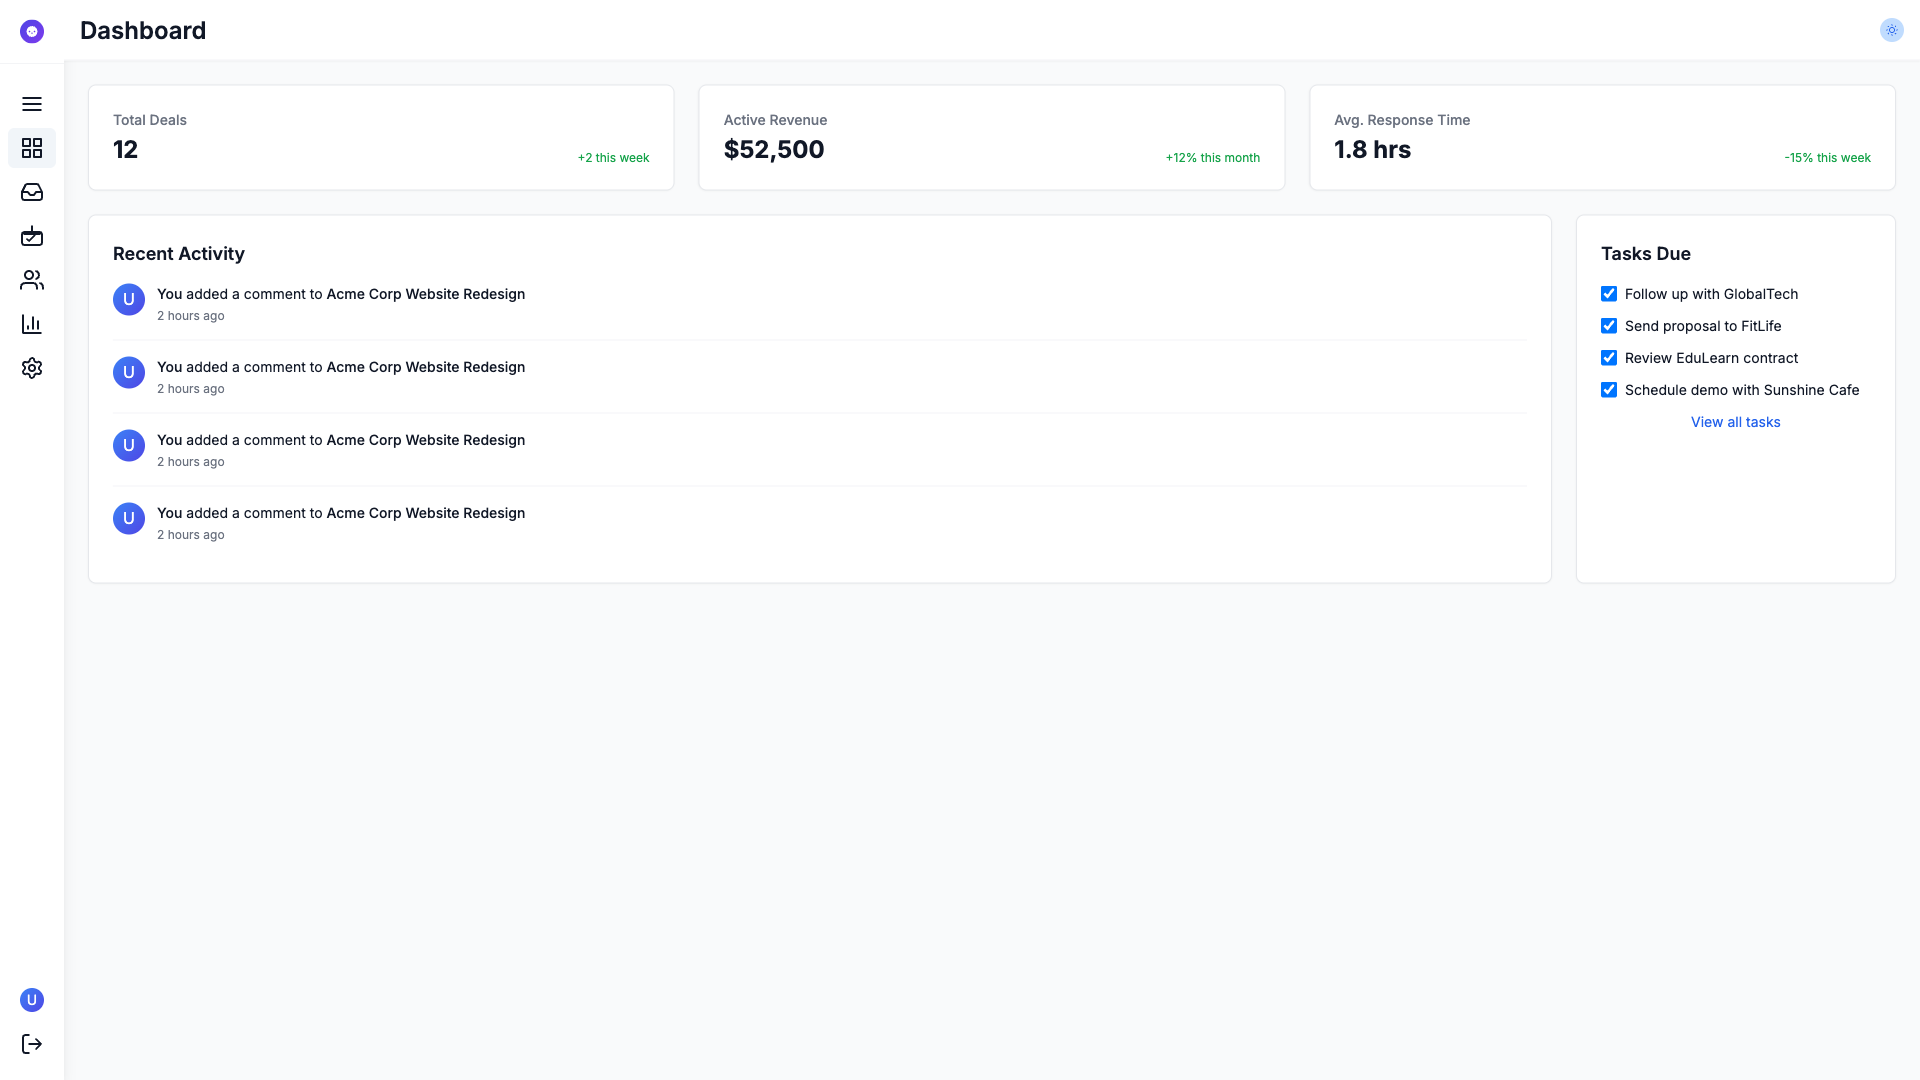 Dashboard
Total Deals
12
+2 this week
Active Revenue
$52,500
+12% this month
Avg. Response Time
1.8 hrs
-15% this week
Recent Activity
U
You added a comment to Acme Corp Website Redesign
2 hours ago
U
You added a comment to Acme Corp Website Redesign
2 hours ago
U
You added a comment to Acme Corp Website Redesign
2 hours ago
U
You added a comment to Acme Corp Website Redesign
2 hours ago
Tasks Due
Follow up with GlobalTech
Send proposal to FitLife
Review EduLearn contract
Schedule demo with Sunshine Cafe
View all tasks
U